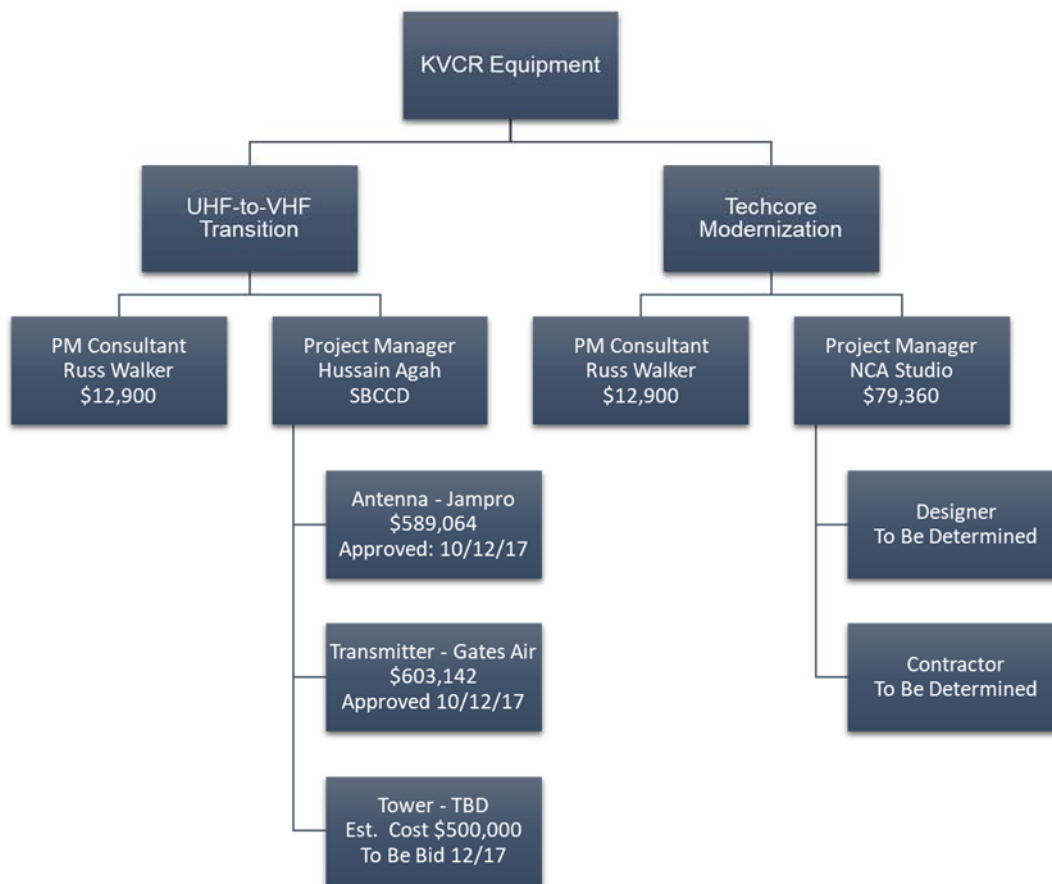 KVCR Equipment
UHF-to-VHF
Transition
Techcore
Modernization
PM Consultant
Russ Walker
$12,900
Project Manager
Hussain Agah
SBCCD
PM Consultant
Russ Walker
$12,900
Project Manager
NCA Studio
$79,360
Antenna - Jampro
$589,064
Approved: 10/12/17
Designer
To Be Determined
Transmitter - Gates Air
$603,142
Approved 10/12/17
Contractor
To Be Determined
Tower - TBD
Est. Cost $500,000
To Be Bid 12/17